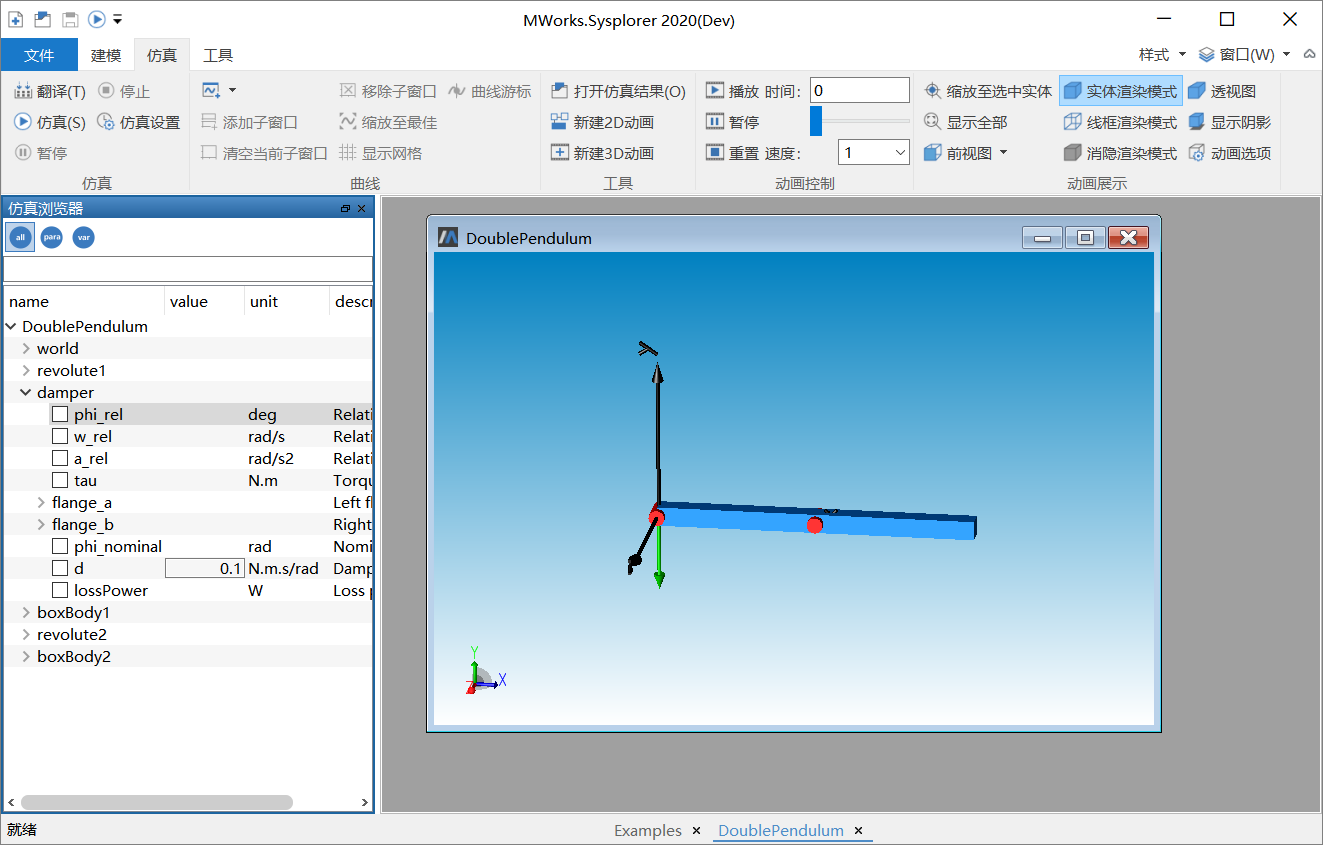 MWorks.Sysplorer 2020(Dev)
文件 建模 仿真 工具 样式 窗口(W)
翻译(T) 停止
仿真(S) 仿真设置
暂停
仿真
移除子窗口 曲线游标
添加子窗口 缩放至最佳
清空当前子窗口 显示网格
曲线
打开仿真结果(O)
新建2D动画
新建3D动画
工具
播放 时间: 0
暂停
重置 速度: 1
动画控制
缩放至选中实体 实体渲染模式 透视图
显示全部 线框渲染模式 显示阴影
前视图 消隐渲染模式 动画选项
动画展示
仿真浏览器
all para var
name value unit descr
DoublePendulum
world
revolute1
damper
phi_rel deg Relati
w_rel rad/s Relati
a_rel rad/s2 Relati
tau N.m Torqu
flange_a Left fl
flange_b Right
phi_nominal rad Nomi
d 0.1 N.m.s/rad Damp
lossPower W Loss p
boxBody1
revolute2
boxBody2
DoublePendulum
Y
X
就绪
Examples DoublePendulum